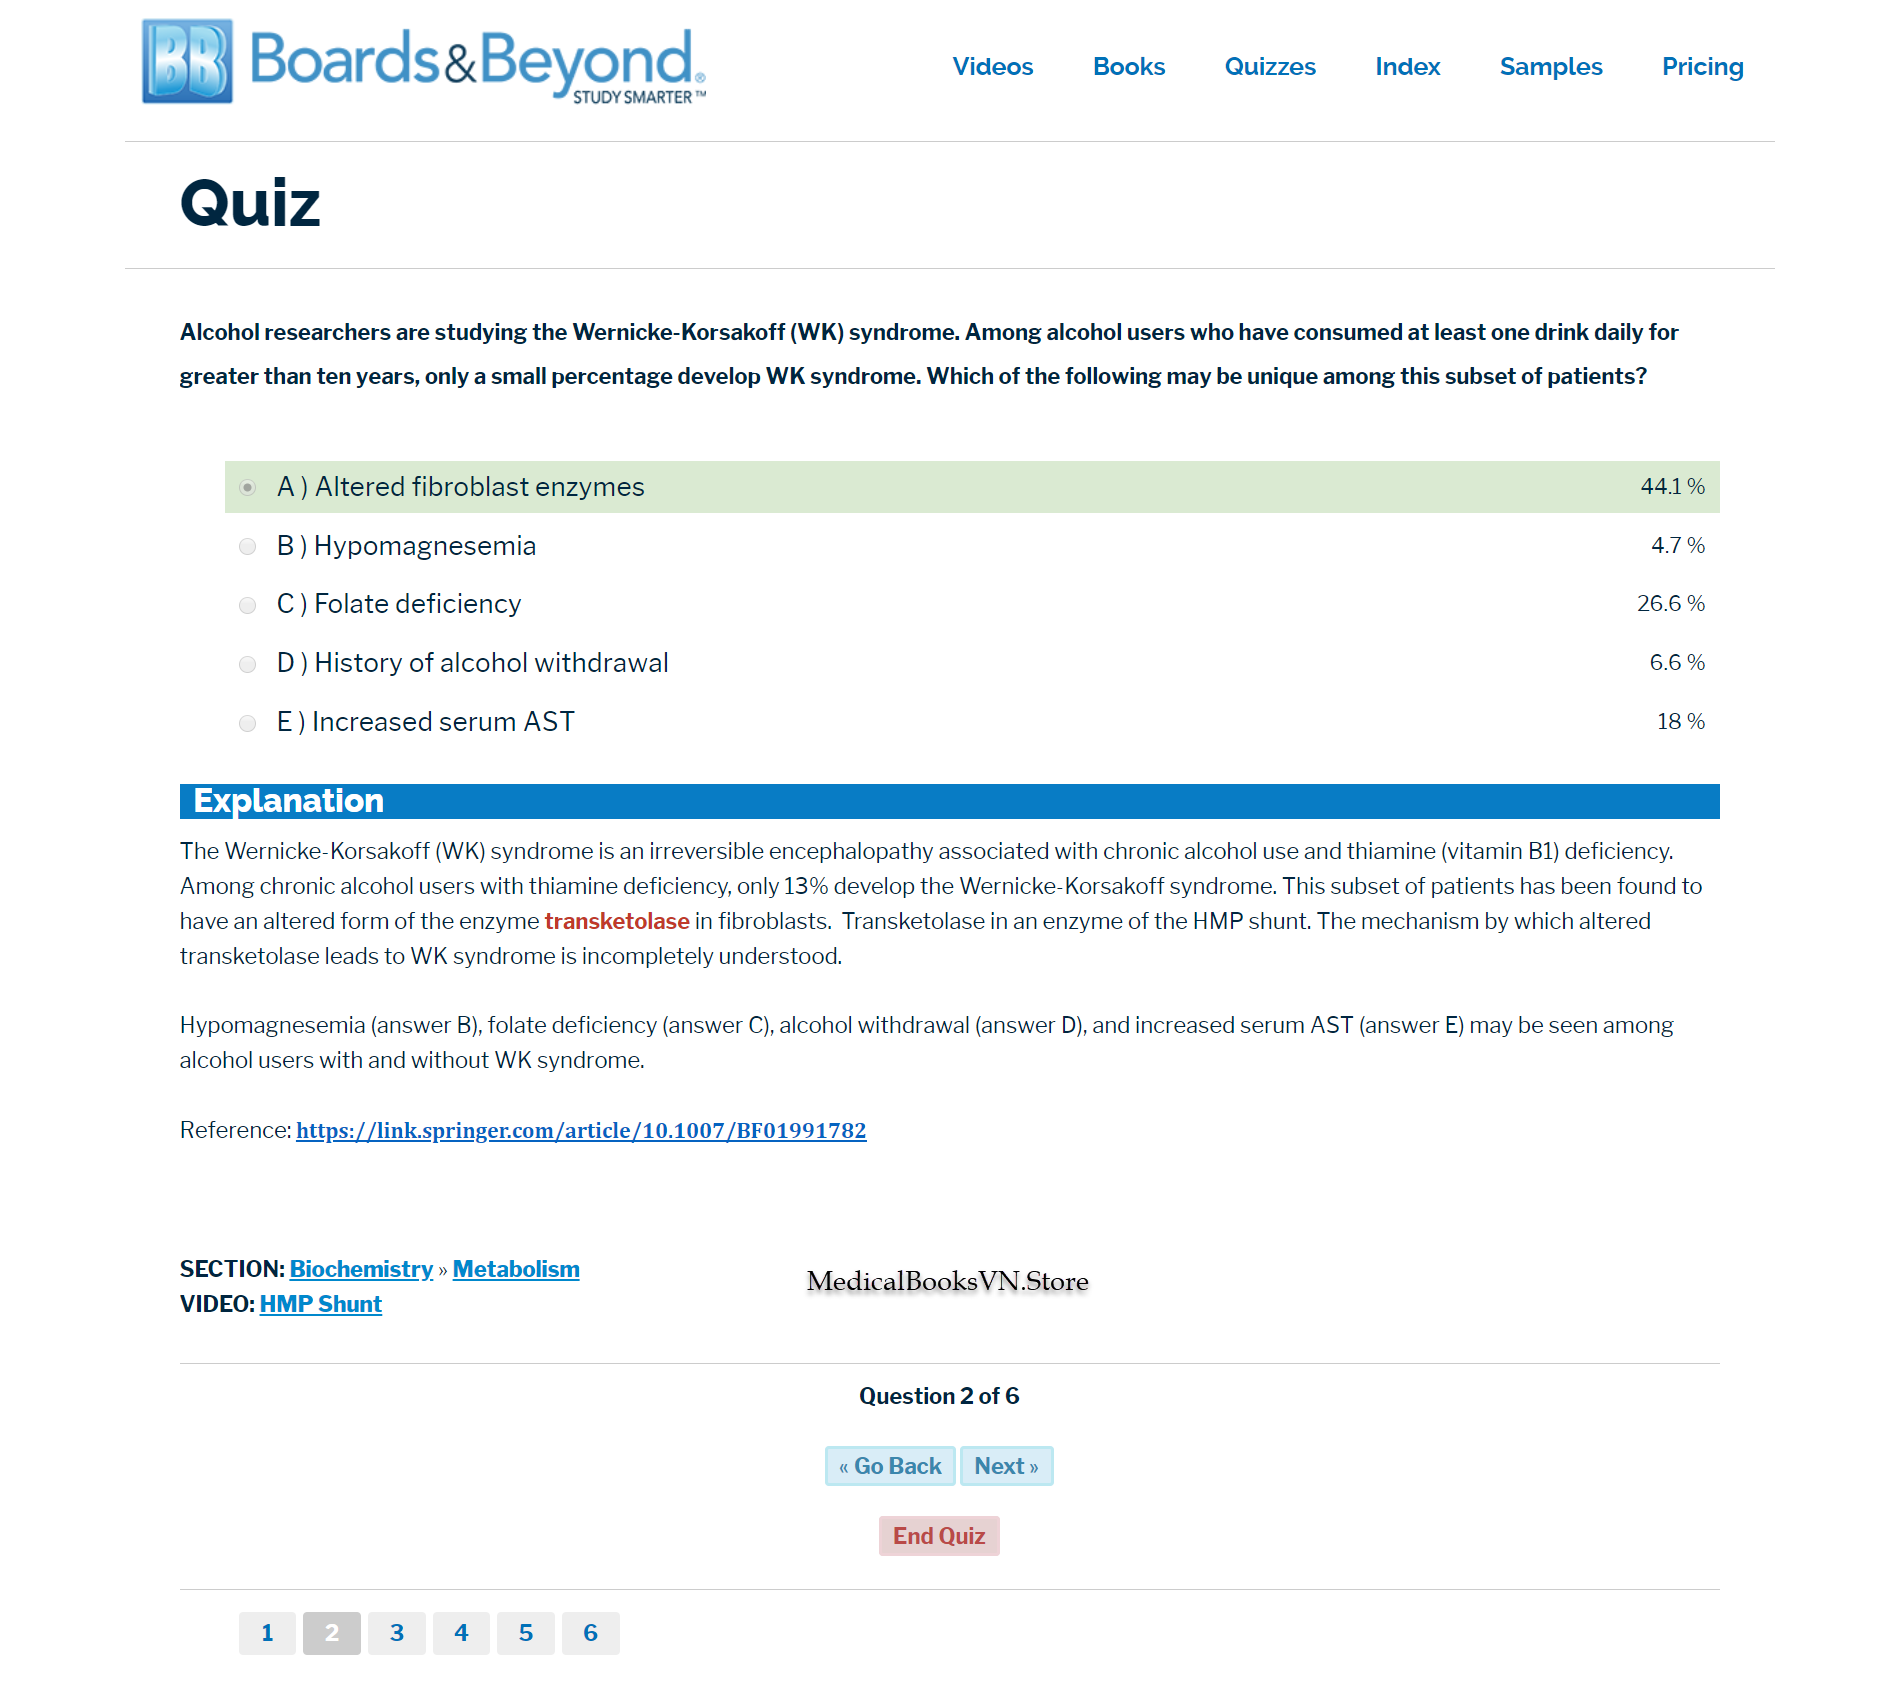 BB Boards&Beyond®
STUDY SMARTER™
Videos Books Quizzes Index Samples Pricing
Quiz
Alcohol researchers are studying the Wernicke-Korsakoff (WK) syndrome. Among alcohol users who have consumed at least one drink daily for
greater than ten years, only a small percentage develop WK syndrome. Which of the following may be unique among this subset of patients?
A ) Altered fibroblast enzymes 44.1 %
B ) Hypomagnesemia 4.7 %
C ) Folate deficiency 26.6 %
D ) History of alcohol withdrawal 6.6 %
E ) Increased serum AST 18 %
Explanation
The Wernicke-Korsakoff (WK) syndrome is an irreversible encephalopathy associated with chronic alcohol use and thiamine (vitamin B1) deficiency.
Among chronic alcohol users with thiamine deficiency, only 13% develop the Wernicke-Korsakoff syndrome. This subset of patients has been found to
have an altered form of the enzyme transketolase in fibroblasts. Transketolase in an enzyme of the HMP shunt. The mechanism by which altered
transketolase leads to WK syndrome is incompletely understood.
Hypomagnesemia (answer B), folate deficiency (answer C), alcohol withdrawal (answer D), and increased serum AST (answer E) may be seen among
alcohol users with and without WK syndrome.
Reference: https://link.springer.com/article/10.1007/BF01991782
SECTION: Biochemistry » Metabolism
MedicalBooksVN.Store
VIDEO: HMP Shunt
Question 2 of 6
« Go Back Next »
End Quiz
1 2 3 4 5 6